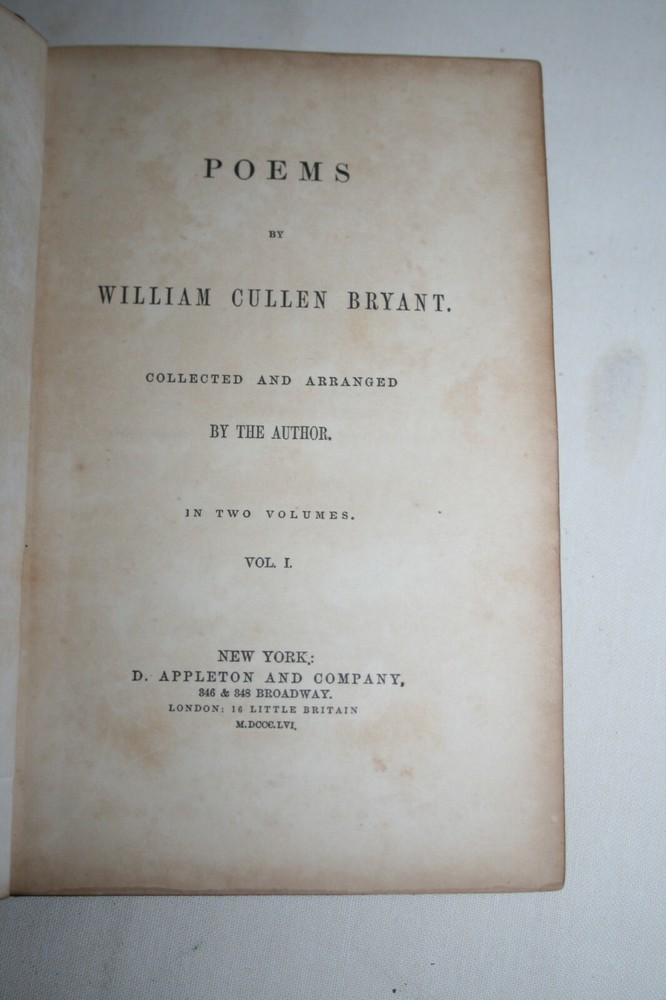 POEMS
BY
WILLIAM CULLEN BRYANT.
COLLECTED AND ARRANGED
BY THE AUTHOR.
IN TWO VOLUMES.
VOL. I.
NEW YORK:
D. APPLETON AND COMPANY,
346 & 348 BROADWAY.
LONDON: 16 LITTLE BRITAIN
M.DCCC.LVI.